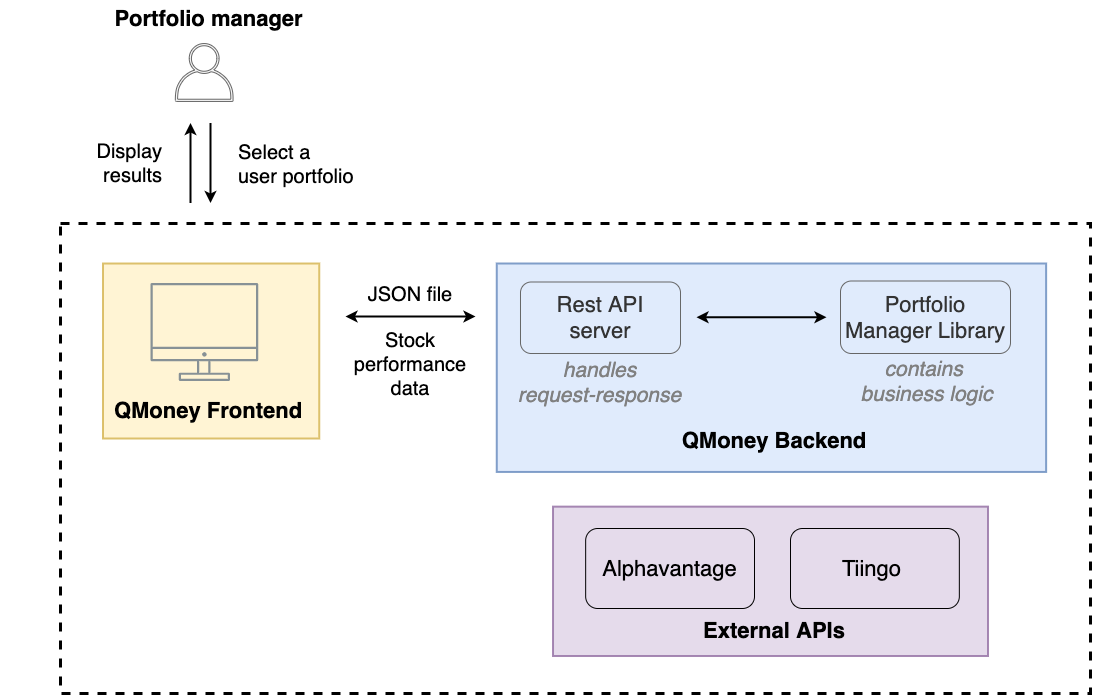 Portfolio manager
Display
results
Select a
user portfolio
JSON file
Stock
performance
data
QMoney Frontend
Rest API
server
handles
request-response
Portfolio
Manager Library
contains
business logic
QMoney Backend
Alphavantage
Tiingo
External APIs